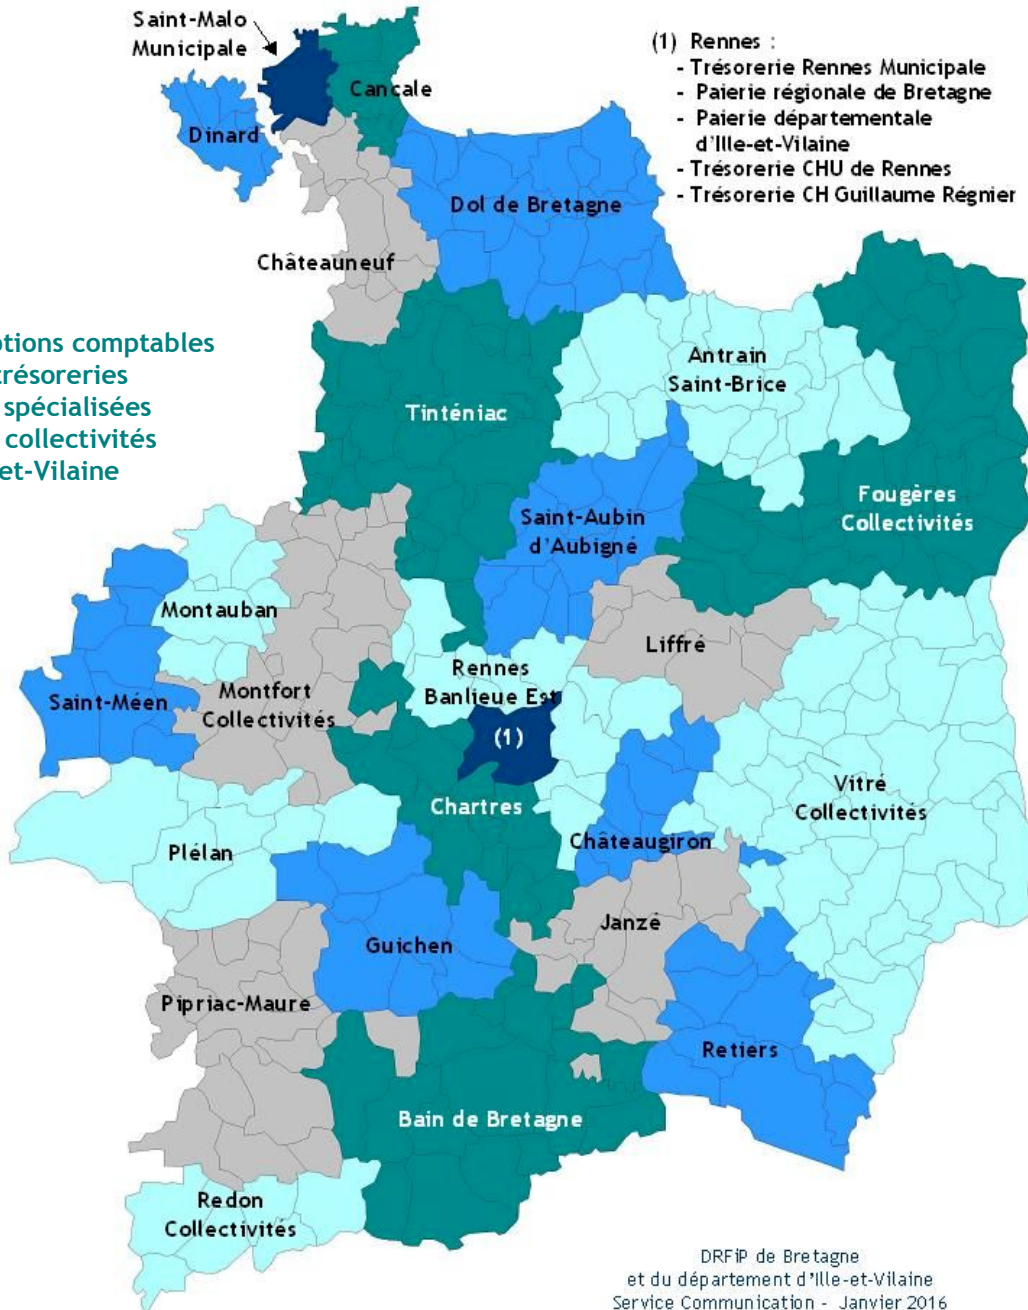 Saint-Malo
Municipale
Cancale
Dinard
(1) Rennes :
- Trésorerie Rennes Municipale
- Paierie régionale de Bretagne
- Paierie départementale
d'Ille-et-Vilaine
- Trésorerie CHU de Rennes
- Trésorerie CH Guillaume Régnier
Dol de Bretagne
Châteauneuf
comptables
trésoreries
spécialisées
collectivités
et-Vilaine
Antrain
Saint-Brice
Tinténiac
Fougères
Collectivités
Saint-Aubin
d'Aubigné
Montauban
Liffré
Rennes
Banlieue Est
Saint-Méen
Montfort
Collectivités
(1)
Vitré
Collectivités
Chartres
Châteaugiron
Plélan
Janzé
Guichen
Pipriac-Maure
Retiers
Bain de Bretagne
Redon
Collectivités
DRFiP de Bretagne
et du département d'Ille-et-Vilaine
Service Communication - Janvier 2016